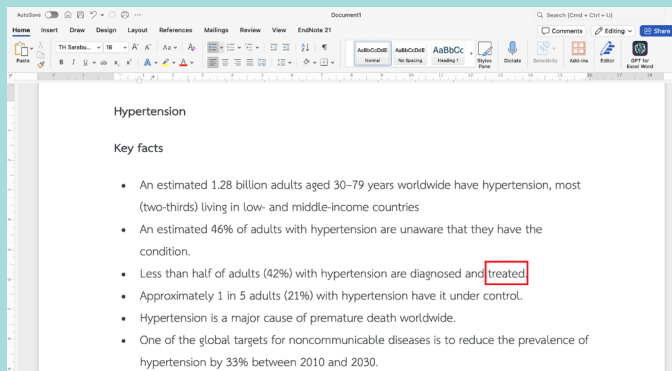 AutoSave
Document1
Search (Cmd + Ctrl + U)
Home Insert Draw Design Layout References Mailings Review View EndNote 21
Comments Editing Share
Paste
TH Sarabu... 16
AaBbCcDdE AaBbCcDdE AaBbCc
Normal No Spacing Heading 1
Styles Pane
Dictate
Sensitivity
Add-ins
Editor
GPT for Excel Word
Hypertension
Key facts
• An estimated 1.28 billion adults aged 30–79 years worldwide have hypertension, most
(two-thirds) living in low- and middle-income countries
• An estimated 46% of adults with hypertension are unaware that they have the
condition.
• Less than half of adults (42%) with hypertension are diagnosed and treated.
• Approximately 1 in 5 adults (21%) with hypertension have it under control.
• Hypertension is a major cause of premature death worldwide.
• One of the global targets for noncommunicable diseases is to reduce the prevalence of
hypertension by 33% between 2010 and 2030.